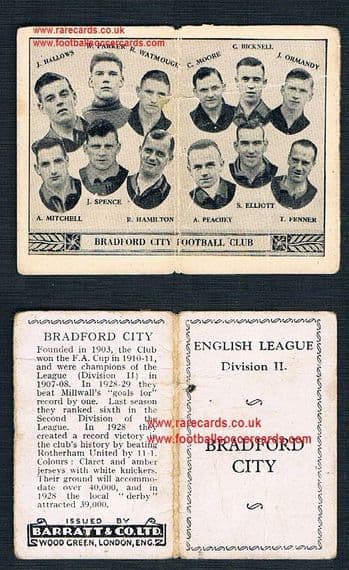 www.rarecards.co.uk
www.footballsoccercards.com
J. HALLOWS
R. PARKER
R. WATMOUGH
C. MOORE
C. BICKNELL
J. ORMANDY
A. MITCHELL
J. SPENCE
R. HAMILTON
A. PEACHEY
S. ELLIOTT
T. FENNER
BRADFORD CITY FOOTBALL CLUB
BRADFORD CITY
Founded in 1903, the Club
won the F.A. Cup in 1910-11,
and were champions of the
League (Division II) in
1907-08. In 1928-29 they
beat Millwall's "goals for"
record by one. Last season
they ranked sixth in the
Second Division of the
League. In 1928 the
created a record victory
the club's history by beating
Rotherham United by 11-1.
Colours: Claret and amber
jerseys with white knickers.
Their ground will accommo-
date over 40,000, and in
1928 the local "derby"
attracted 39,000.
ISSUED BY
BARRATT & CO. LTD.
WOOD GREEN, LONDON, ENG.
ENGLISH LEAGUE
Division II.
www.rarecards.co.uk
www.footballsoccercards.com
BRADFORD
CITY